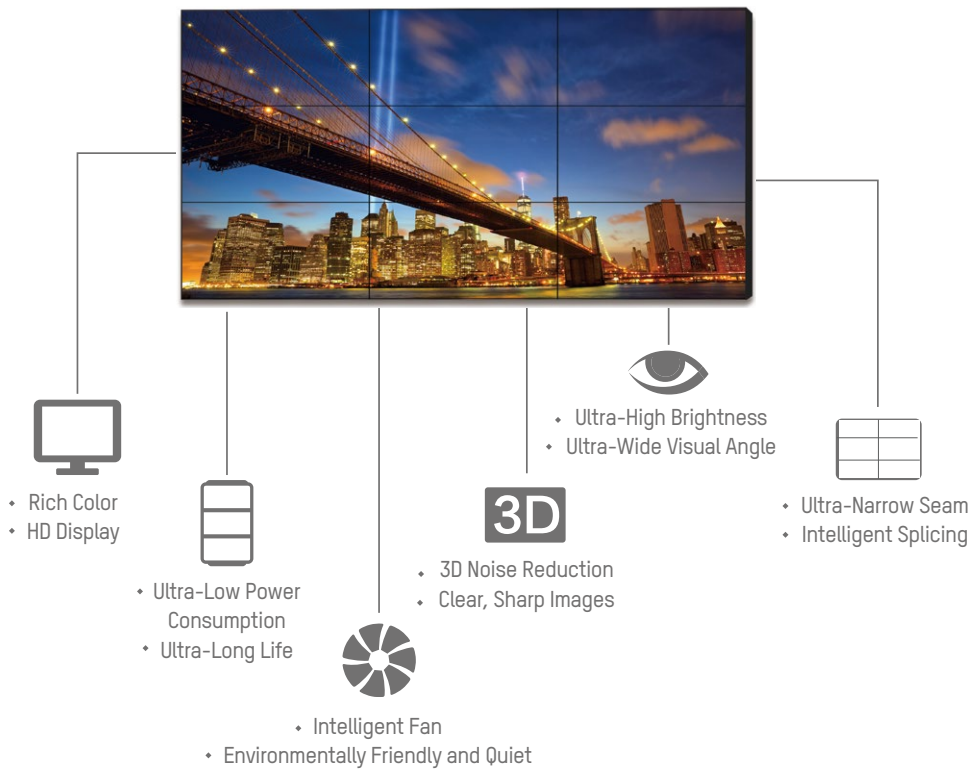 Ultra-High Brightness
Ultra-Wide Visual Angle
Rich Color
HD Display
Ultra-Narrow Seam
Intelligent Splicing
3D
3D Noise Reduction
Clear, Sharp Images
Ultra-Low Power
Consumption
Ultra-Long Life
Intelligent Fan
Environmentally Friendly and Quiet